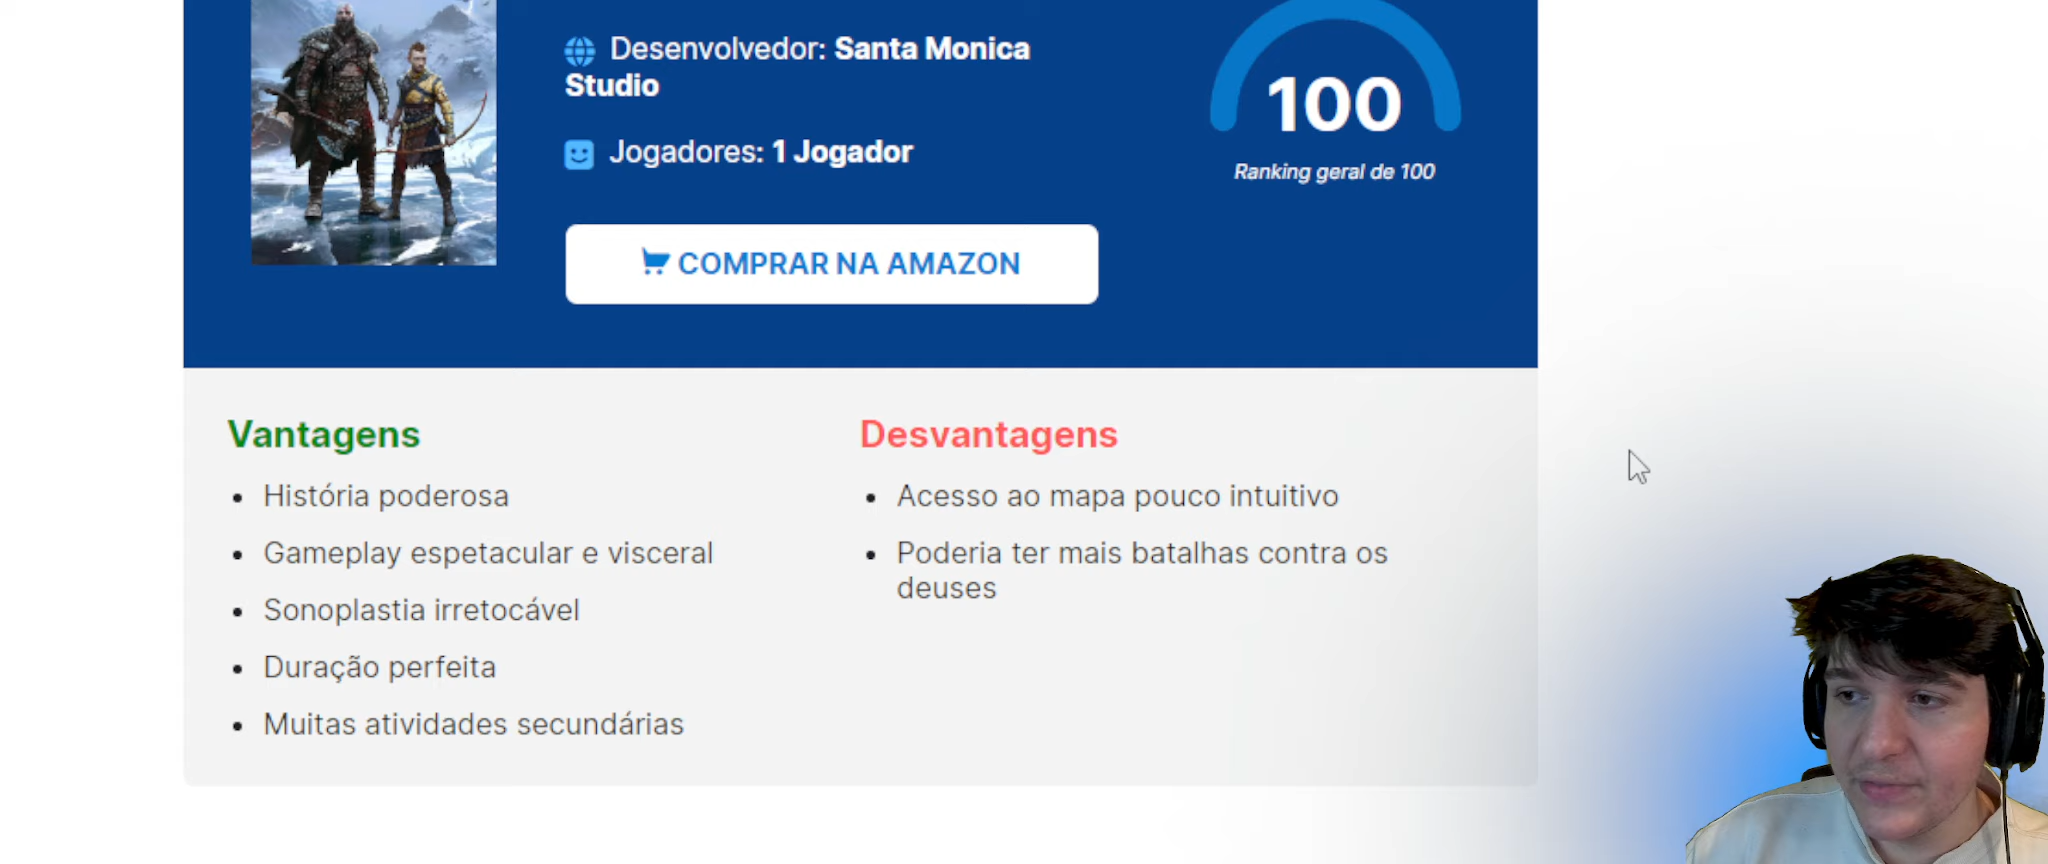 Desenvolvedor: Santa Monica
Studio
Jogadores: 1 Jogador
COMPRAR NA AMAZON
100
Ranking geral de 100
Vantagens
História poderosa
Gameplay espetacular e visceral
Sonoplastia irretocável
Duração perfeita
Muitas atividades secundárias
Desvantagens
Acesso ao mapa pouco intuitivo
Poderia ter mais batalhas contra os
deuses